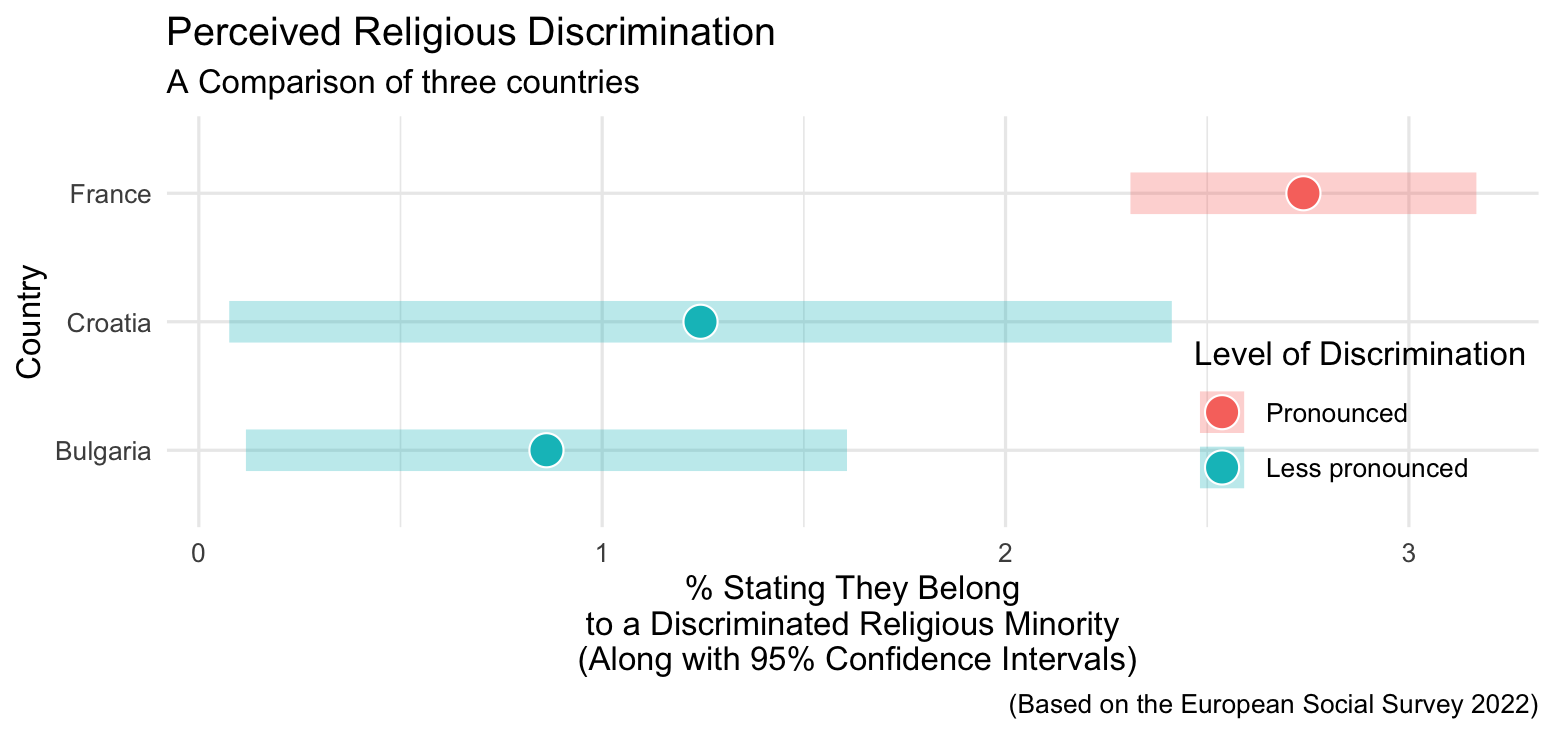 Perceived Religious Discrimination
A Comparison of three countries
Country
France
Croatia
Bulgaria
Level of Discrimination
Pronounced
Less pronounced
0 1 2 3
% Stating They Belong
to a Discriminated Religious Minority
(Along with 95% Confidence Intervals)
(Based on the European Social Survey 2022)